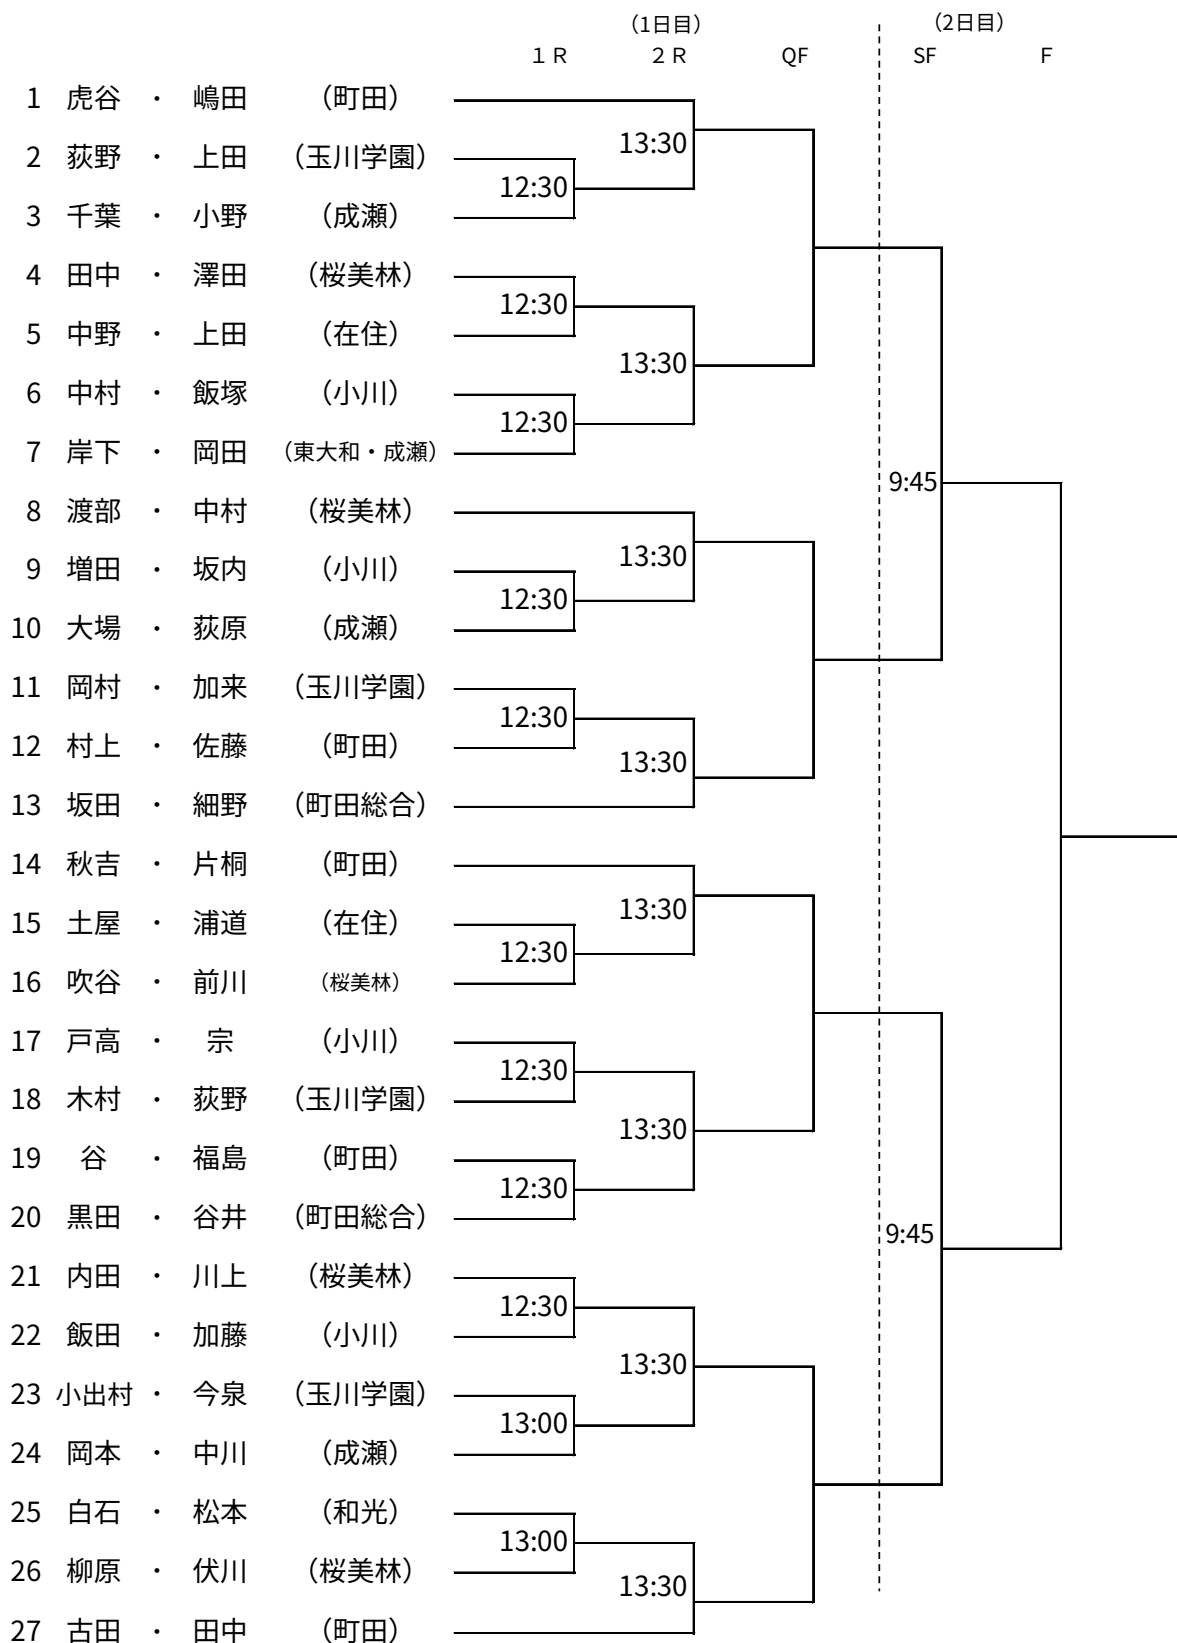 （1日目） （2日目）
１Ｒ ２Ｒ QF SF Ｆ
1 虎谷 ・ 嶋田 （町田）
13:30
2 荻野 ・ 上田 （玉川学園）
12:30
3 千葉 ・ 小野 （成瀬）
4 田中 ・ 澤田 （桜美林）
12:30
5 中野 ・ 上田 （在住）
13:30
6 中村 ・ 飯塚 （小川）
12:30
7 岸下 ・ 岡田 （東大和・成瀬）
9:45
8 渡部 ・ 中村 （桜美林）
13:30
9 増田 ・ 坂内 （小川）
12:30
10 大場 ・ 荻原 （成瀬）
11 岡村 ・ 加来 （玉川学園）
12:30
12 村上 ・ 佐藤 （町田）
13:30
13 坂田 ・ 細野 （町田総合）
14 秋吉 ・ 片桐 （町田）
13:30
15 土屋 ・ 浦道 （在住）
12:30
16 吹谷 ・ 前川 （桜美林）
17 戸高 ・ 宗 （小川）
12:30
18 木村 ・ 荻野 （玉川学園）
13:30
19 谷 ・ 福島 （町田）
12:30
20 黒田 ・ 谷井 （町田総合）
9:45
21 内田 ・ 川上 （桜美林）
12:30
22 飯田 ・ 加藤 （小川）
13:30
23 小出村 ・ 今泉 （玉川学園）
13:00
24 岡本 ・ 中川 （成瀬）
25 白石 ・ 松本 （和光）
13:00
26 柳原 ・ 伏川 （桜美林）
13:30
27 古田 ・ 田中 （町田）